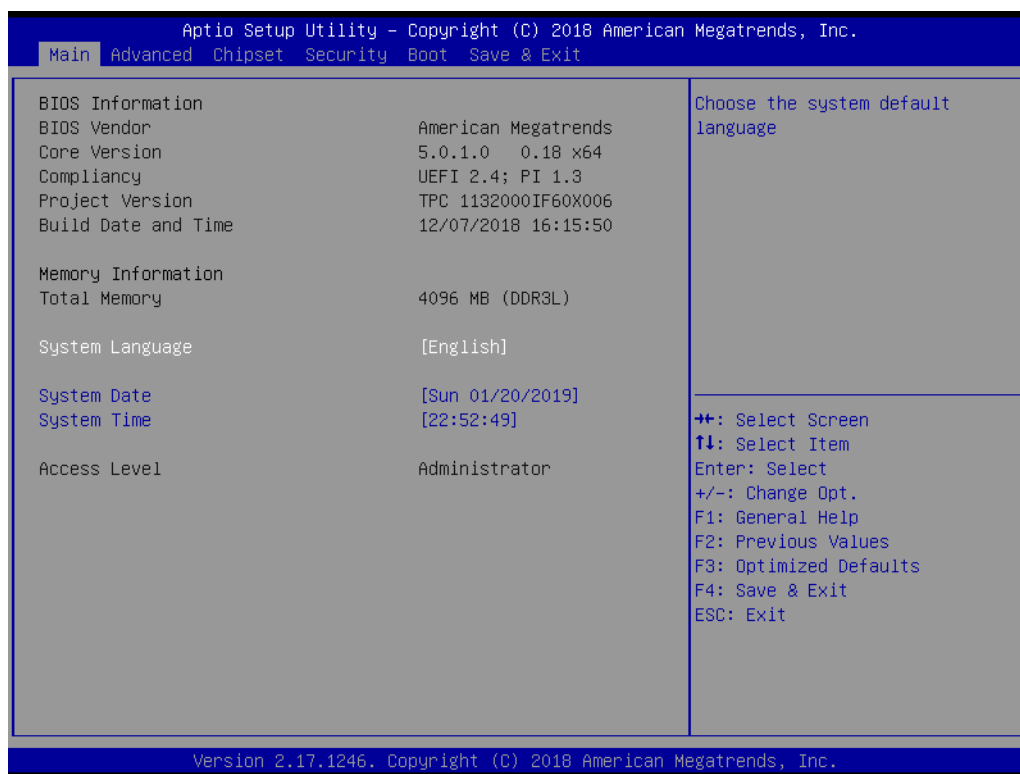 Aptio Setup Utility – Copyright (C) 2018 American Megatrends, Inc.
Main Advanced Chipset Security Boot Save & Exit
BIOS Information
BIOS Vendor American Megatrends
Core Version 5.0.1.0 0.18 x64
Compliancy UEFI 2.4; PI 1.3
Project Version TPC 1132000IF60X006
Build Date and Time 12/07/2018 16:15:50
Memory Information
Total Memory 4096 MB (DDR3L)
System Language [English]
System Date [Sun 01/20/2019]
System Time [22:52:49]
Access Level Administrator
Choose the system default
language
→←: Select Screen
↑↓: Select Item
Enter: Select
+/-: Change Opt.
F1: General Help
F2: Previous Values
F3: Optimized Defaults
F4: Save & Exit
ESC: Exit
Version 2.17.1246. Copyright (C) 2018 American Megatrends, Inc.